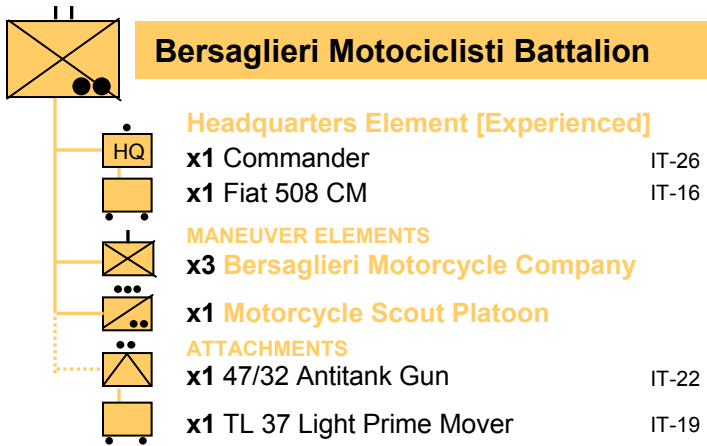 Bersaglieri Motociclisti Battalion
Headquarters Element [Experienced]
HQ x1 Commander IT-26
x1 Fiat 508 CM IT-16
MANEUVER ELEMENTS
x3 Bersaglieri Motorcycle Company
x1 Motorcycle Scout Platoon
ATTACHMENTS
x1 47/32 Antitank Gun IT-22
x1 TL 37 Light Prime Mover IT-19